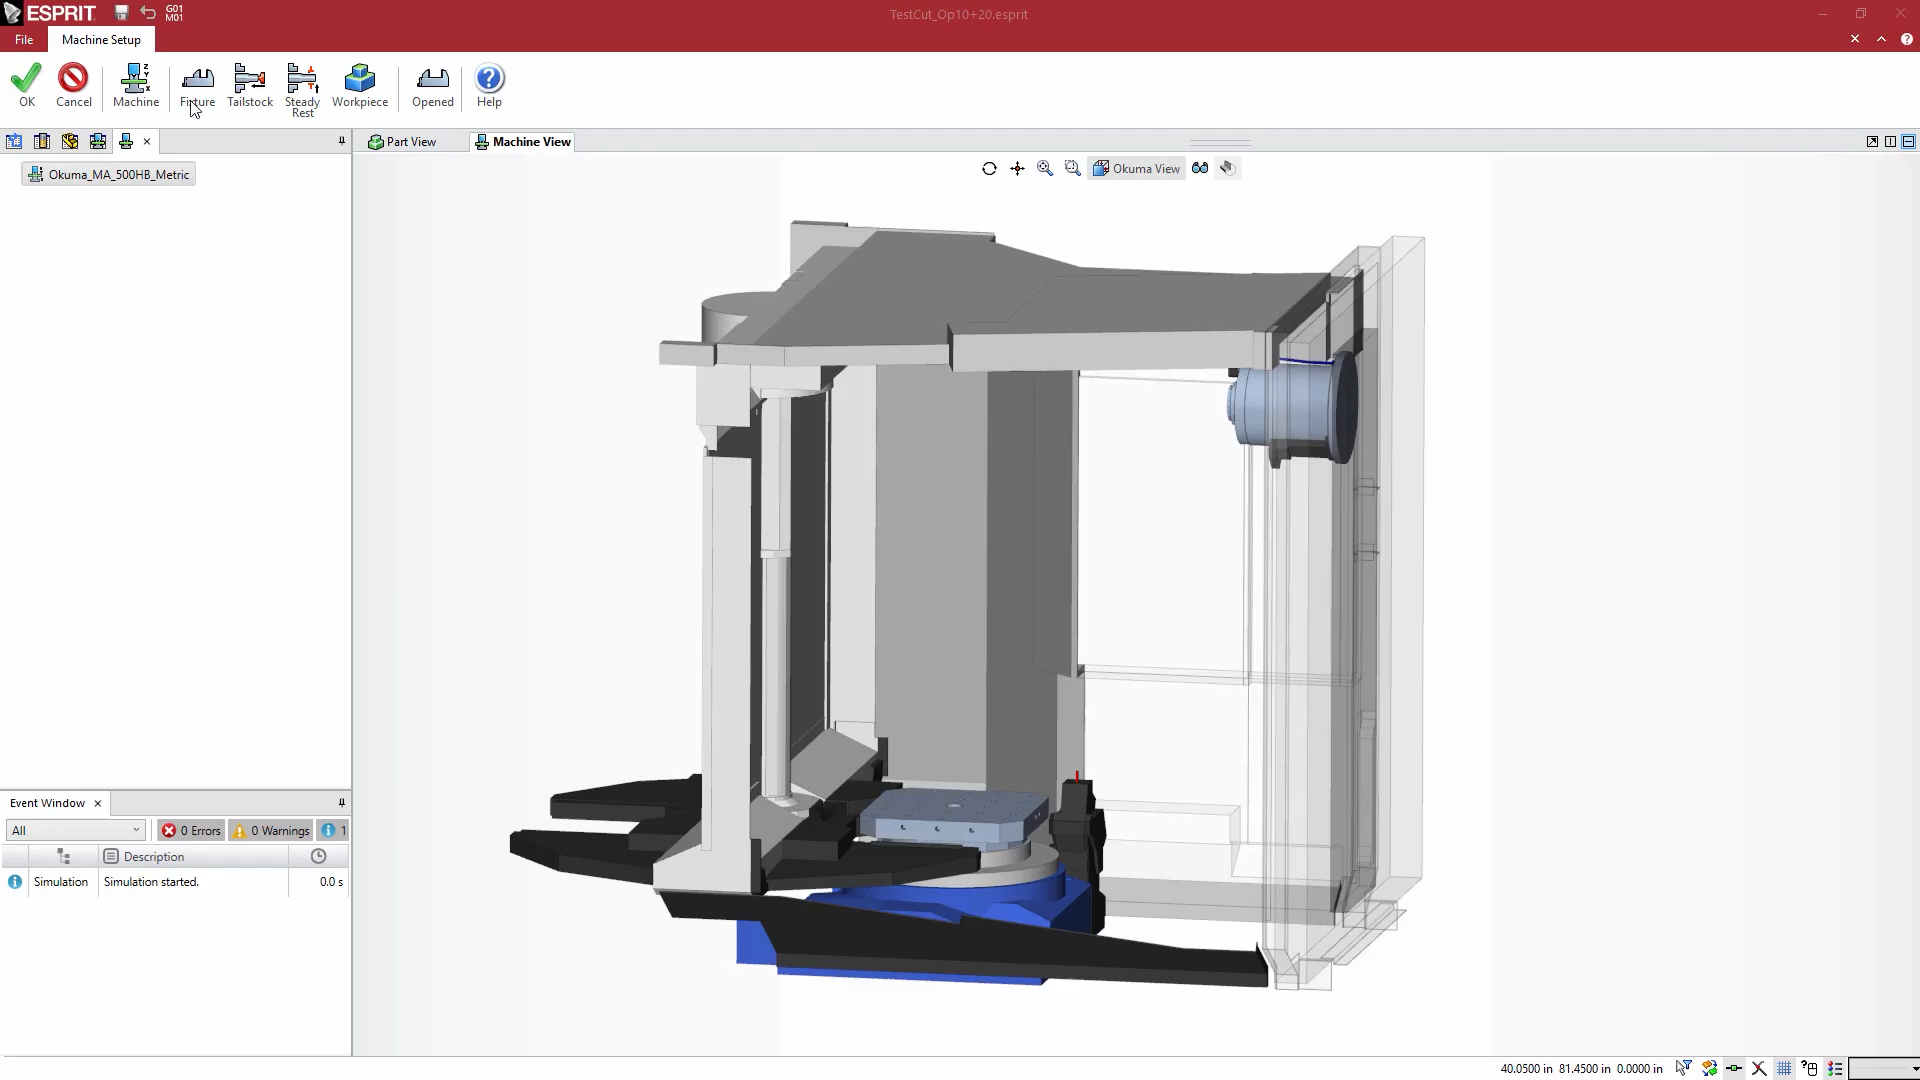 ESPRIT
G01
M01
TestCut_Op10+20.esprit
File
Machine Setup
OK
Cancel
Machine
Fixture
Tailstock
Steady
Rest
Workpiece
Opened
Help
Part View
Machine View
Okuma_MA_500HB_Metric
Okuma View
Event Window
All
0 Errors
0 Warnings
1
Description
Simulation
Simulation started.
0.0 s
40.0500 in 81.4500 in 0.0000 in